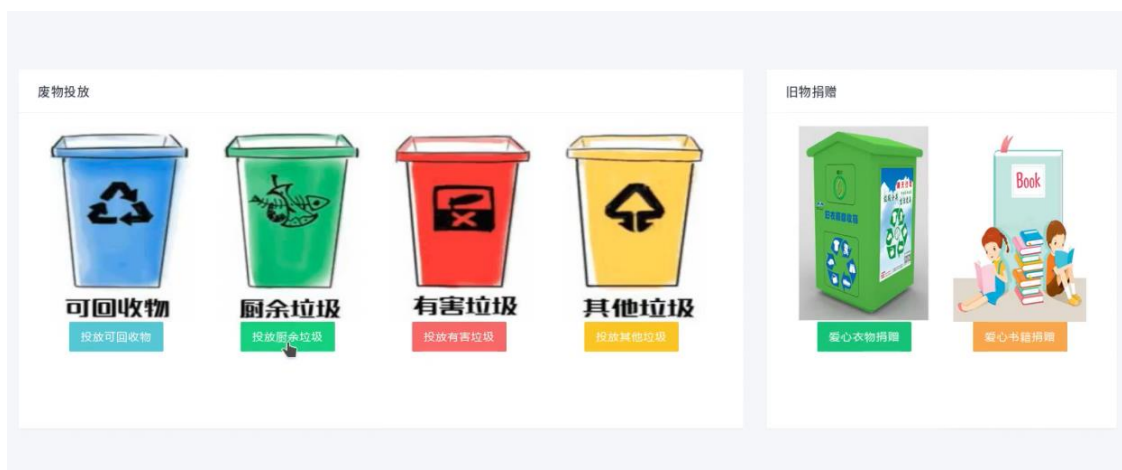 废物投放
旧物捐赠
可回收物
厨余垃圾
有害垃圾
其他垃圾
投放可回收物
投放厨余垃圾
投放有害垃圾
投放其他垃圾
Book
爱心衣物捐赠
爱心书籍捐赠